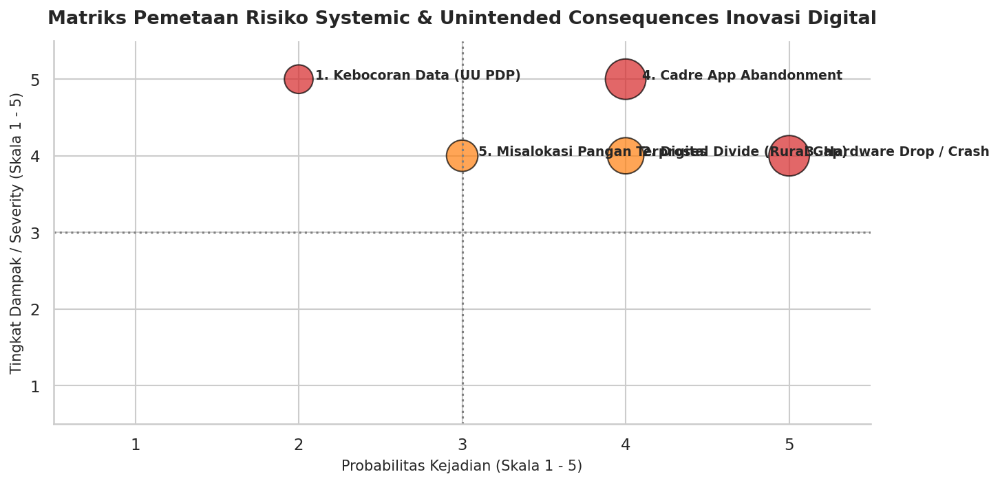 Matriks Pemetaan Risiko Systemic & Unintended Consequences Inovasi Digital
Tingkat Dampak / Severity (Skala 1 - 5)
5
4
3
2
1
1. Kebocoran Data (UU PDP)
4. Cadre App Abandonment
5. Misalokasi Pangan Terproses
2. Digital Divide (Rural Gap)
3. Hardware Drop / Crash
1
2
3
4
5
Probabilitas Kejadian (Skala 1 - 5)